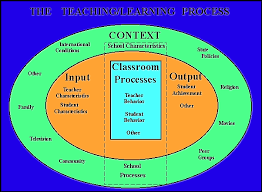 THE TEACHING/LEARNING PROCESS
CONTEXT
International
Conditions
School Characteristics
State
Policies
Other
Classroom
Processes
Input
Output
Teacher
Characteristics
Student
Characteristics
Teacher
Behavior
Student
Behavior
Other
Student
Achievement
Other
Religion
Family
Movies
Television
Community
School
Processes
Peer
Groups